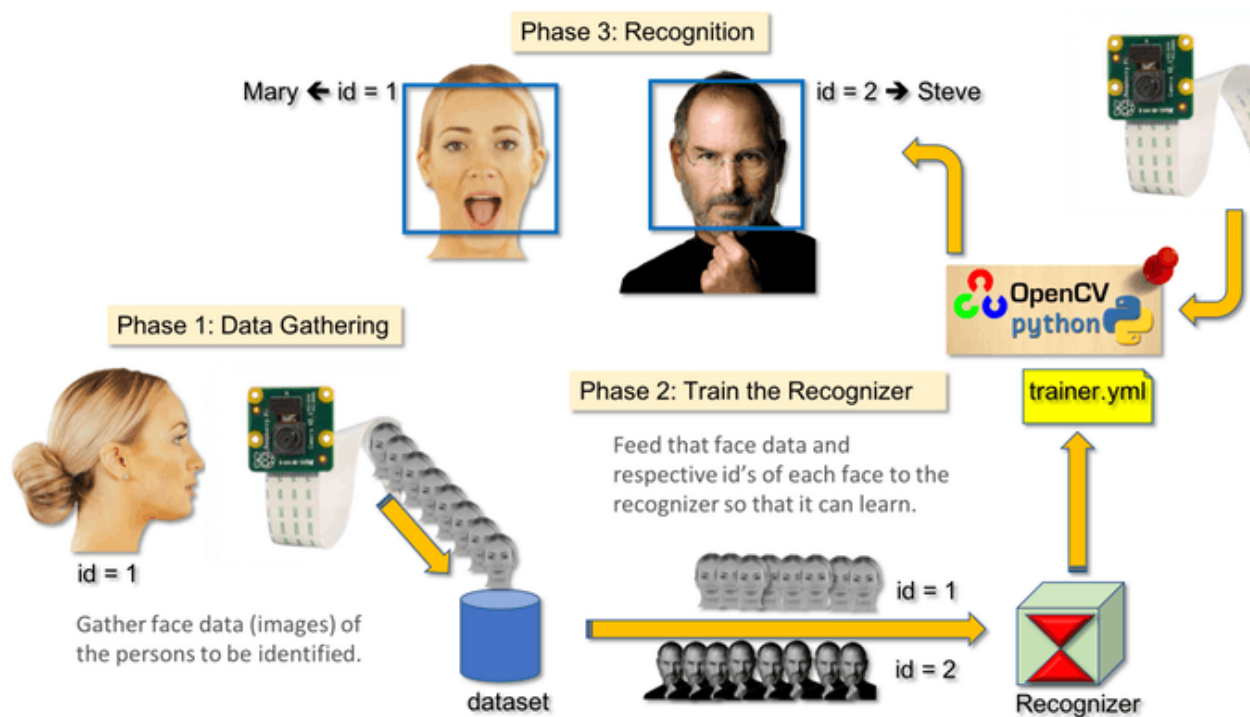 Phase 3: Recognition
Mary ← id = 1
id = 2 → Steve
OpenCV
python
Phase 1: Data Gathering
id = 1
Gather face data (images) of
the persons to be identified.
dataset
Phase 2: Train the Recognizer
Feed that face data and
respective id’s of each face to the
recognizer so that it can learn.
id = 1
id = 2
trainer.yml
Recognizer